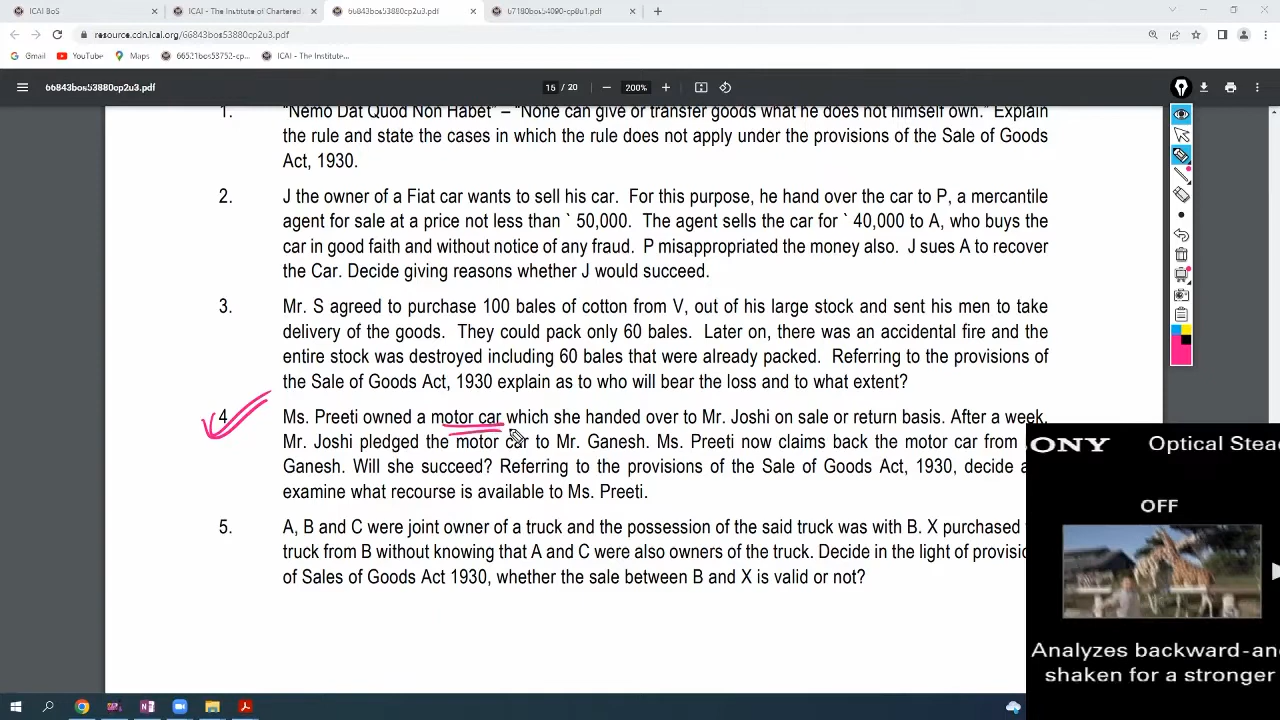 ICAI BoS
ICAI - The Institute of Chartered
66843bos53880cp2u3.pdf
67180bos54090-cp8u1.pdf
resource.cdn.icai.org/66843bos53880cp2u3.pdf
Gmail
YouTube
Maps
66521bos53752-cp...
ICAI - The Institute...
66843bos53880cp2u3.pdf
15 / 20
200%
1. "Nemo Dat Quod Non Habet" – "None can give or transfer goods what he does not himself own." Explain
the rule and state the cases in which the rule does not apply under the provisions of the Sale of Goods
Act, 1930.
2. J the owner of a Fiat car wants to sell his car. For this purpose, he hand over the car to P, a mercantile
agent for sale at a price not less than ` 50,000. The agent sells the car for ` 40,000 to A, who buys the
car in good faith and without notice of any fraud. P misappropriated the money also. J sues A to recover
the Car. Decide giving reasons whether J would succeed.
3. Mr. S agreed to purchase 100 bales of cotton from V, out of his large stock and sent his men to take
delivery of the goods. They could pack only 60 bales. Later on, there was an accidental fire and the
entire stock was destroyed including 60 bales that were already packed. Referring to the provisions of
the Sale of Goods Act, 1930 explain as to who will bear the loss and to what extent?
4 Ms. Preeti owned a motor car which she handed over to Mr. Joshi on sale or return basis. After a week,
Mr. Joshi pledged the motor car to Mr. Ganesh. Ms. Preeti now claims back the motor car from
Ganesh. Will she succeed? Referring to the provisions of the Sale of Goods Act, 1930, decide a
examine what recourse is available to Ms. Preeti.
5. A, B and C were joint owner of a truck and the possession of the said truck was with B. X purchased
truck from B without knowing that A and C were also owners of the truck. Decide in the light of provisi
of Sales of Goods Act 1930, whether the sale between B and X is valid or not?
ONY Optical Stea
OFF
Analyzes backward-an
shaken for a stronger